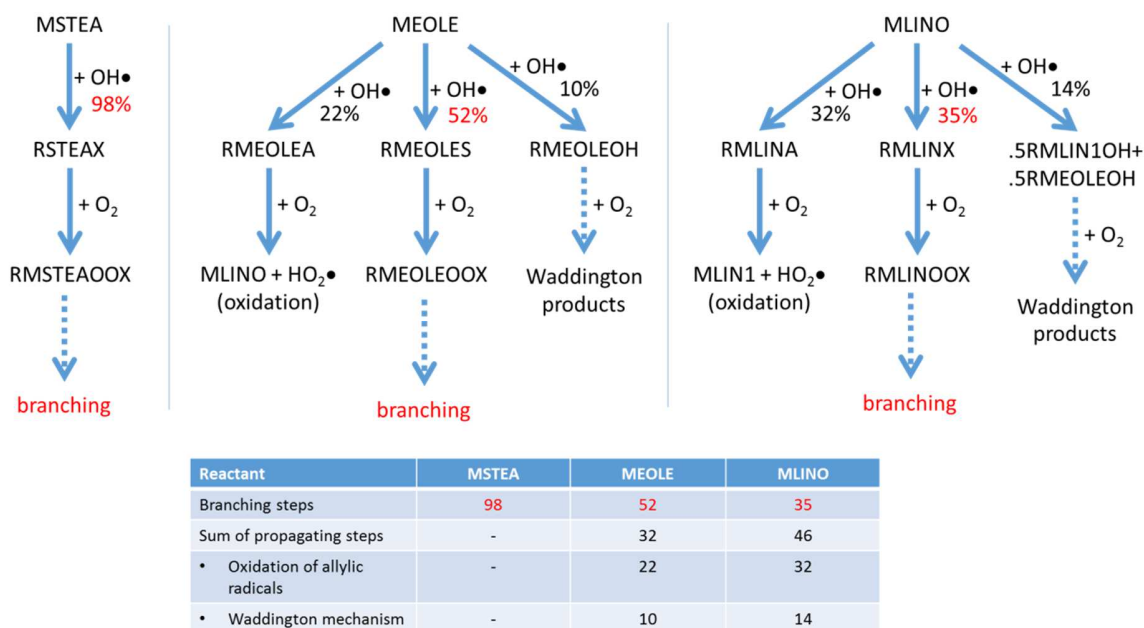 MSTEA
+ OH●
98%
RSTEAX
+ O2
RMSTEAOOX
branching
MEOLE
+ OH●
22%
+ OH●
52%
+ OH●
10%
RMEOLEA
RMEOLES
RMEOLEOH
+ O2
+ O2
+ O2
MLINO + HO2●
(oxidation)
RMEOLEOOX
Waddington
products
branching
MLINO
+ OH●
32%
+ OH●
35%
+ OH●
14%
RMLINA
RMLINX
.5RMLIN1OH+
.5RMEOLEOH
+ O2
+ O2
+ O2
MLIN1 + HO2●
(oxidation)
RMLINOOX
Waddington
products
branching
Reactant MSTEA MEOLE MLINO
Branching steps 98 52 35
Sum of propagating steps - 32 46
• Oxidation of allylic
radicals - 22 32
• Waddington mechanism - 10 14